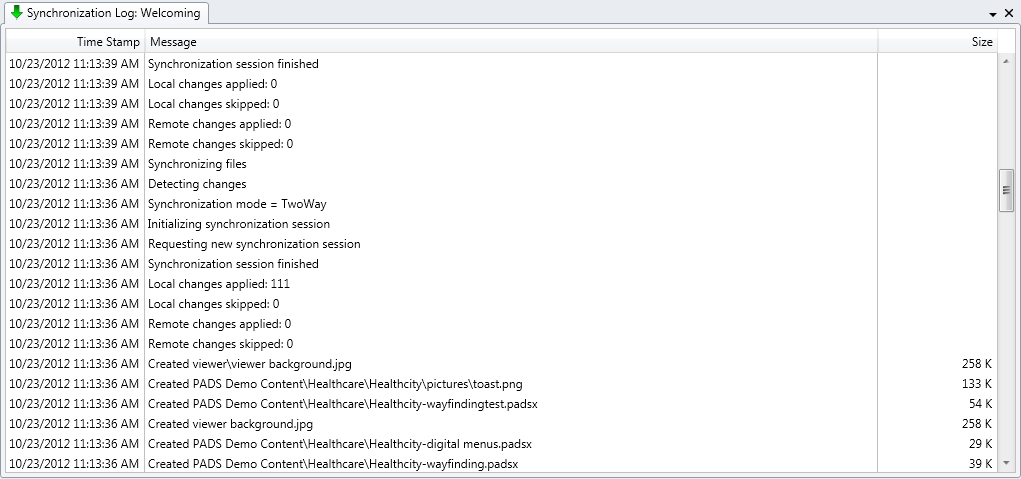 Synchronization Log: Welcoming
Time Stamp Message Size
10/23/2012 11:13:39 AM Synchronization session finished
10/23/2012 11:13:39 AM Local changes applied: 0
10/23/2012 11:13:39 AM Local changes skipped: 0
10/23/2012 11:13:39 AM Remote changes applied: 0
10/23/2012 11:13:39 AM Remote changes skipped: 0
10/23/2012 11:13:39 AM Synchronizing files
10/23/2012 11:13:36 AM Detecting changes
10/23/2012 11:13:36 AM Synchronization mode = TwoWay
10/23/2012 11:13:36 AM Initializing synchronization session
10/23/2012 11:13:36 AM Requesting new synchronization session
10/23/2012 11:13:36 AM Synchronization session finished
10/23/2012 11:13:36 AM Local changes applied: 111
10/23/2012 11:13:36 AM Local changes skipped: 0
10/23/2012 11:13:36 AM Remote changes applied: 0
10/23/2012 11:13:36 AM Remote changes skipped: 0
10/23/2012 11:13:36 AM Created viewer\viewer background.jpg 258 K
10/23/2012 11:13:36 AM Created PADS Demo Content\Healthcare\Healthcity\pictures\toast.png 133 K
10/23/2012 11:13:36 AM Created PADS Demo Content\Healthcare\Healthcity-wayfindingtest.padsx 54 K
10/23/2012 11:13:36 AM Created viewer background.jpg 258 K
10/23/2012 11:13:36 AM Created PADS Demo Content\Healthcare\Healthcity-digital menus.padsx 29 K
10/23/2012 11:13:36 AM Created PADS Demo Content\Healthcare\Healthcity-wayfinding.padsx 39 K